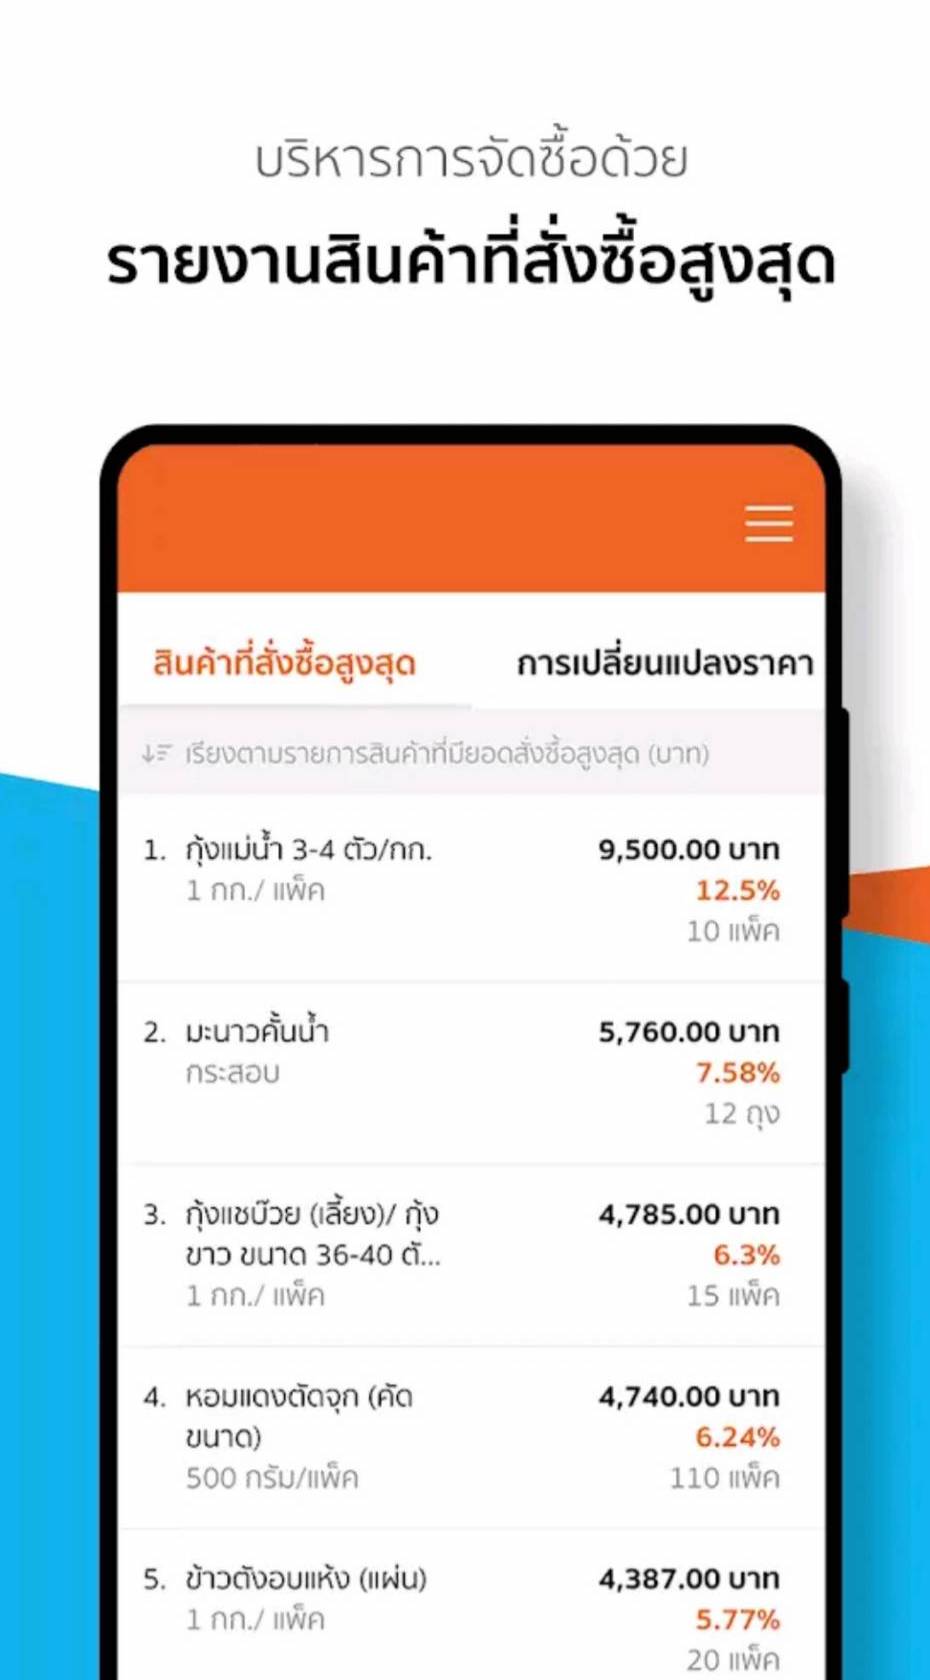 บริหารการจัดซื้อด้วย
รายงานสินค้าที่สั่งซื้อสูงสุด
สินค้าที่สั่งซื้อสูงสุด การเปลี่ยนแปลงราคา
เรียงตามรายการสินค้าที่มียอดสั่งซื้อสูงสุด (บาท)
1. กุ้งแม่น้ำ 3-4 ตัว/กก. 9,500.00 บาท
1 กก./ แพ็ค 12.5%
10 แพ็ค
2. มะนาวคั้นน้ำ 5,760.00 บาท
กระสอบ 7.58%
12 ถุง
3. กุ้งแชบ๊วย (เลี้ยง)/ กุ้ง 4,785.00 บาท
ขาว ขนาด 36-40 ตั... 6.3%
1 กก./ แพ็ค 15 แพ็ค
4. หอมแดงตัดจุก (คัด 4,740.00 บาท
ขนาด) 6.24%
500 กรัม/แพ็ค 110 แพ็ค
5. ข้าวตังอบแห้ง (แผ่น) 4,387.00 บาท
1 กก./ แพ็ค 5.77%
20 แพ็ค